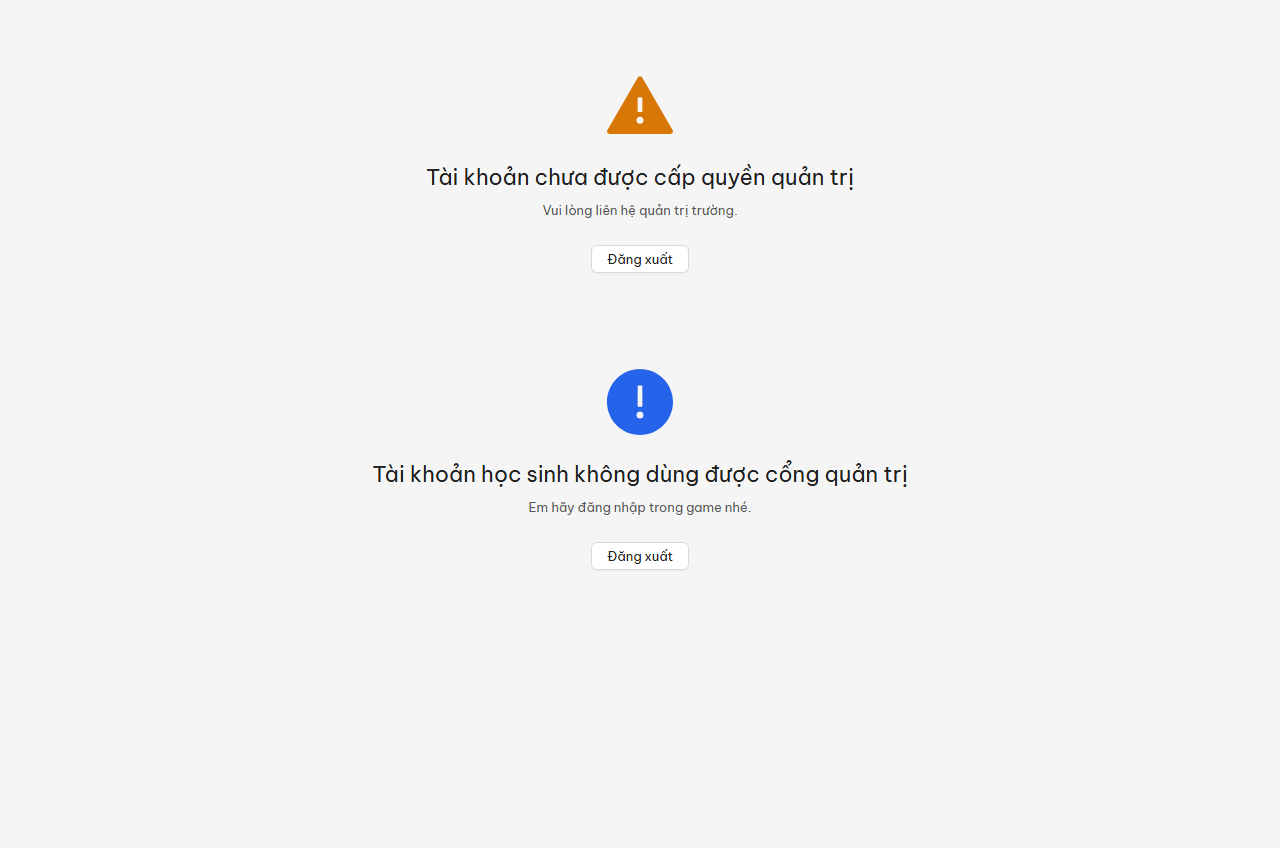 Tài khoản chưa được cấp quyền quản trị
Vui lòng liên hệ quản trị trường.
Đăng xuất
Tài khoản học sinh không dùng được cổng quản trị
Em hãy đăng nhập trong game nhé.
Đăng xuất